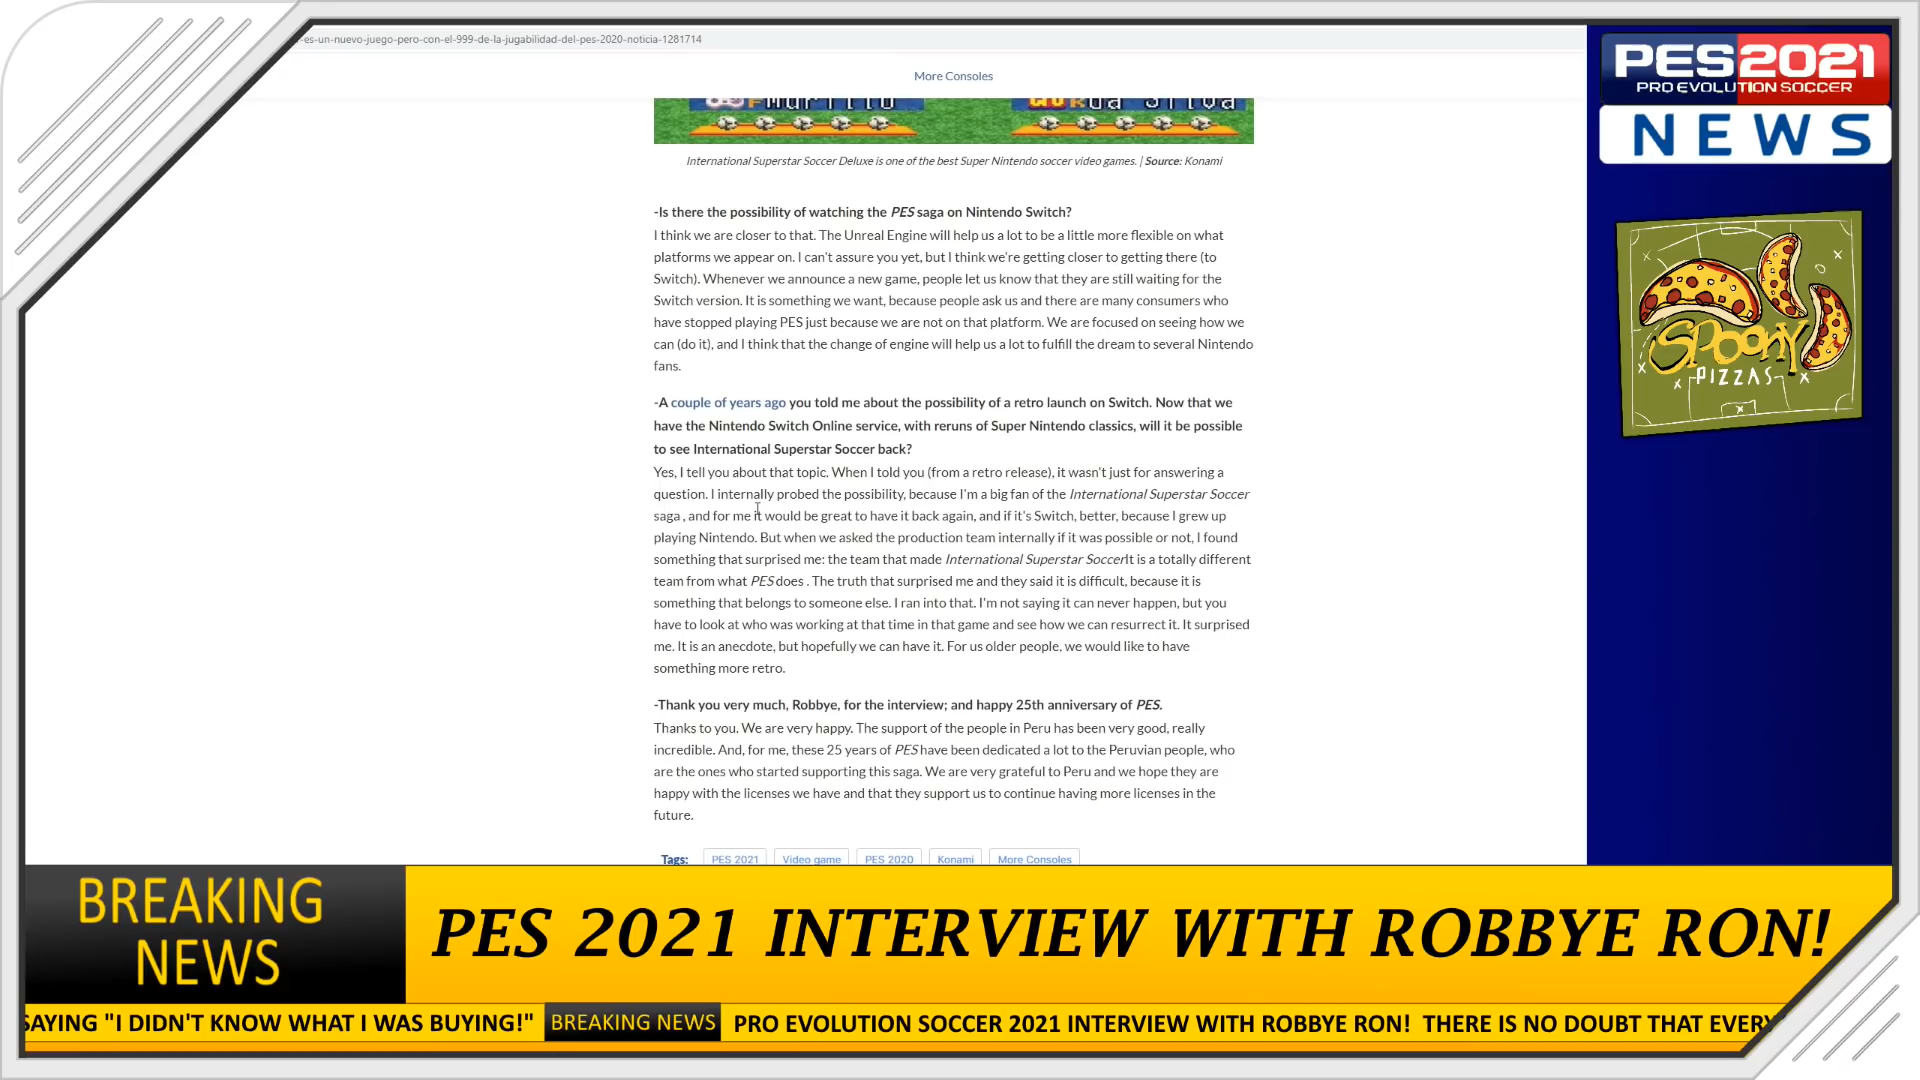 -es-un-nuevo-juego-pero-con-el-999-de-la-jugabilidad-del-pes-2020-noticia-1281714
More Consoles
PES2021
PRO EVOLUTION SOCCER
NEWS
SPOONY
PIZZAS
International Superstar Soccer Deluxe is one of the best Super Nintendo soccer video games. | Source: Konami
-Is there the possibility of watching the PES saga on Nintendo Switch?
I think we are closer to that. The Unreal Engine will help us a lot to be a little more flexible on what
platforms we appear on. I can't assure you yet, but I think we're getting closer to getting there (to
Switch). Whenever we announce a new game, people let us know that they are still waiting for the
Switch version. It is something we want, because people ask us and there are many consumers who
have stopped playing PES just because we are not on that platform. We are focused on seeing how we
can (do it), and I think that the change of engine will help us a lot to fulfill the dream to several Nintendo
fans.
-A couple of years ago you told me about the possibility of a retro launch on Switch. Now that we
have the Nintendo Switch Online service, with reruns of Super Nintendo classics, will it be possible
to see International Superstar Soccer back?
Yes, I tell you about that topic. When I told you (from a retro release), it wasn't just for answering a
question. I internally probed the possibility, because I'm a big fan of the International Superstar Soccer
saga , and for me it would be great to have it back again, and if it's Switch, better, because I grew up
playing Nintendo. But when we asked the production team internally if it was possible or not, I found
something that surprised me: the team that made International Superstar SoccerIt is a totally different
team from what PES does . The truth that surprised me and they said it is difficult, because it is
something that belongs to someone else. I ran into that. I'm not saying it can never happen, but you
have to look at who was working at that time in that game and see how we can resurrect it. It surprised
me. It is an anecdote, but hopefully we can have it. For us older people, we would like to have
something more retro.
-Thank you very much, Robbye, for the interview; and happy 25th anniversary of PES.
Thanks to you. We are very happy. The support of the people in Peru has been very good, really
incredible. And, for me, these 25 years of PES have been dedicated a lot to the Peruvian people, who
are the ones who started supporting this saga. We are very grateful to Peru and we hope they are
happy with the licenses we have and that they support us to continue having more licenses in the
future.
Tags: PES 2021 Video game PES 2020 Konami More Consoles
BREAKING
NEWS
PES 2021 INTERVIEW WITH ROBBYE RON!
SAYING "I DIDN'T KNOW WHAT I WAS BUYING!" BREAKING NEWS PRO EVOLUTION SOCCER 2021 INTERVIEW WITH ROBBYE RON! THERE IS NO DOUBT THAT EVERY